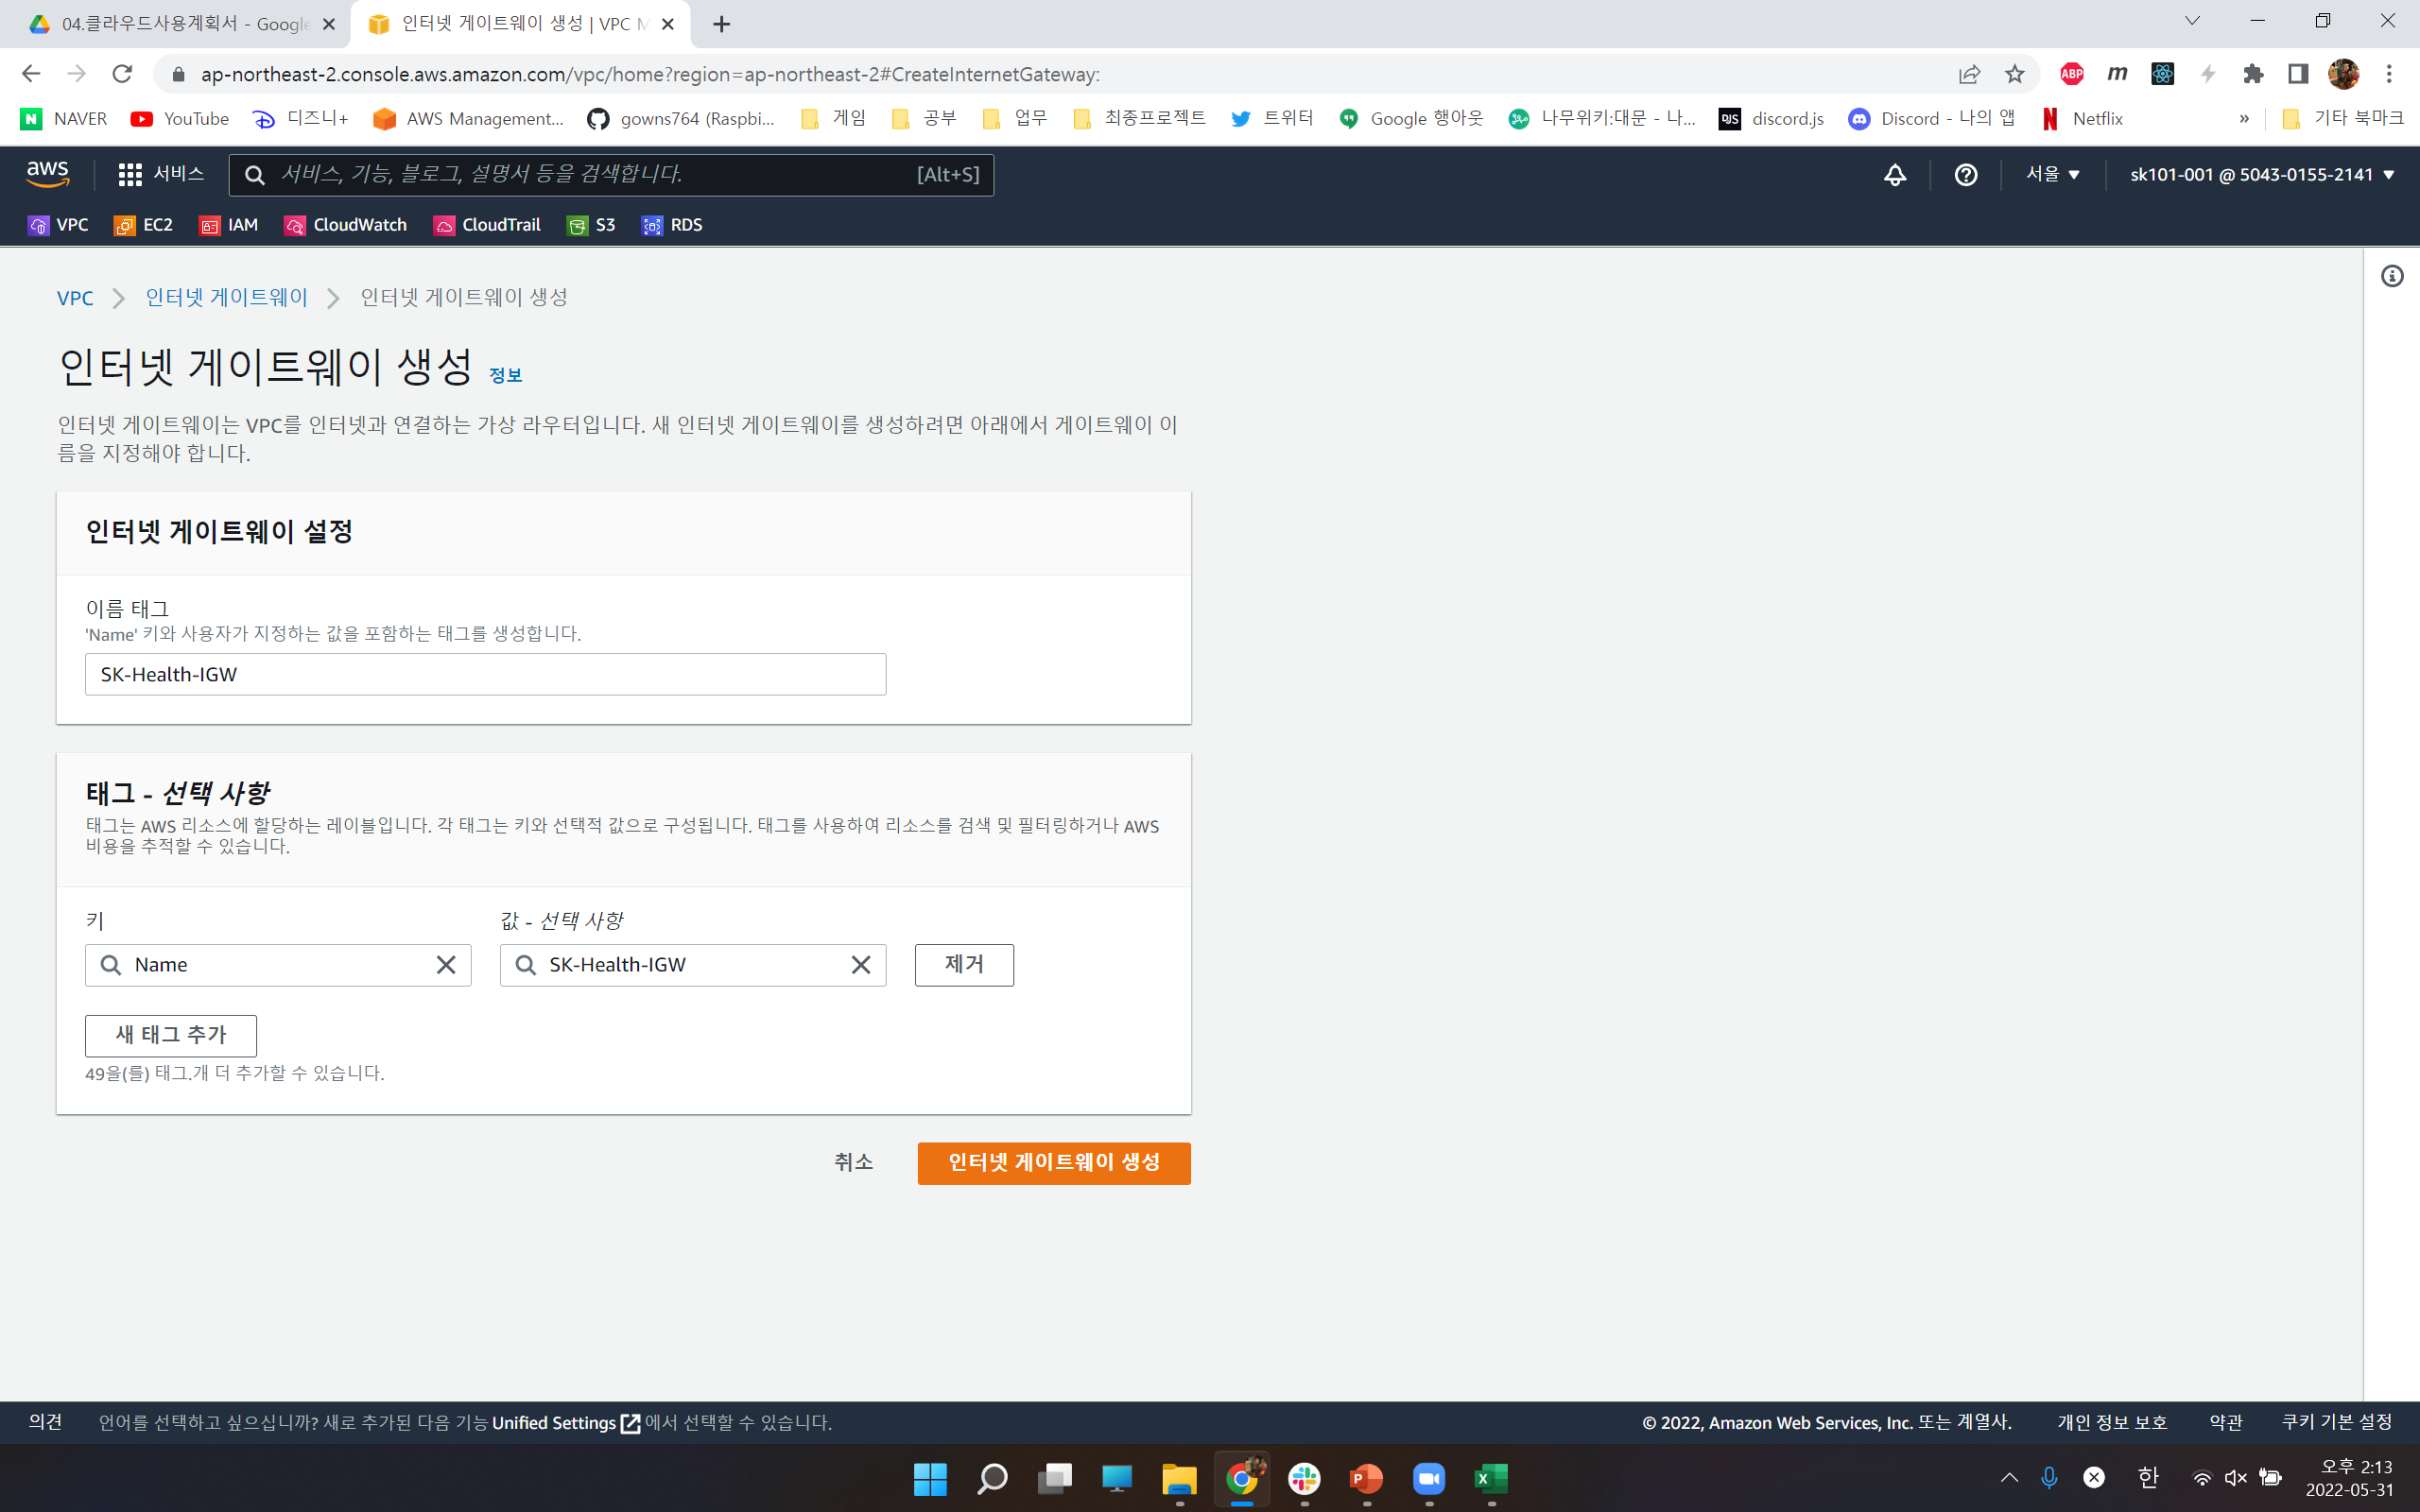 04.클라우드사용계획서 - Google
인터넷 게이트웨이 생성 | VPC M
ap-northeast-2.console.aws.amazon.com/vpc/home?region=ap-northeast-2#CreateInternetGateway:
ABP
m
N NAVER
YouTube
디즈니+
AWS Management...
gowns764 (Raspbi...
게임
공부
업무
최종프로젝트
트위터
Google 행아웃
나무위키:대문 - 나...
DJS discord.js
Discord - 나의 앱
N Netflix
»
기타 북마크
aws
서비스
서비스, 기능, 블로그, 설명서 등을 검색합니다. [Alt+S]
서울 ▼
sk101-001 @ 5043-0155-2141 ▼
VPC EC2 IAM CloudWatch CloudTrail S3 RDS
VPC > 인터넷 게이트웨이 > 인터넷 게이트웨이 생성
인터넷 게이트웨이 생성 정보
인터넷 게이트웨이는 VPC를 인터넷과 연결하는 가상 라우터입니다. 새 인터넷 게이트웨이를 생성하려면 아래에서 게이트웨이 이
름을 지정해야 합니다.
인터넷 게이트웨이 설정
이름 태그
'Name' 키와 사용자가 지정하는 값을 포함하는 태그를 생성합니다.
SK-Health-IGW
태그 - 선택 사항
태그는 AWS 리소스에 할당하는 레이블입니다. 각 태그는 키와 선택적 값으로 구성됩니다. 태그를 사용하여 리소스를 검색 및 필터링하거나 AWS
비용을 추적할 수 있습니다.
키
값 - 선택 사항
Name
SK-Health-IGW
제거
새 태그 추가
49을(를) 태그.개 더 추가할 수 있습니다.
취소
인터넷 게이트웨이 생성
의견
언어를 선택하고 싶으십니까? 새로 추가된 다음 기능 Unified Settings 에서 선택할 수 있습니다.
© 2022, Amazon Web Services, Inc. 또는 계열사.
개인 정보 보호
약관
쿠키 기본 설정
P
X
한
오후 2:13
2022-05-31